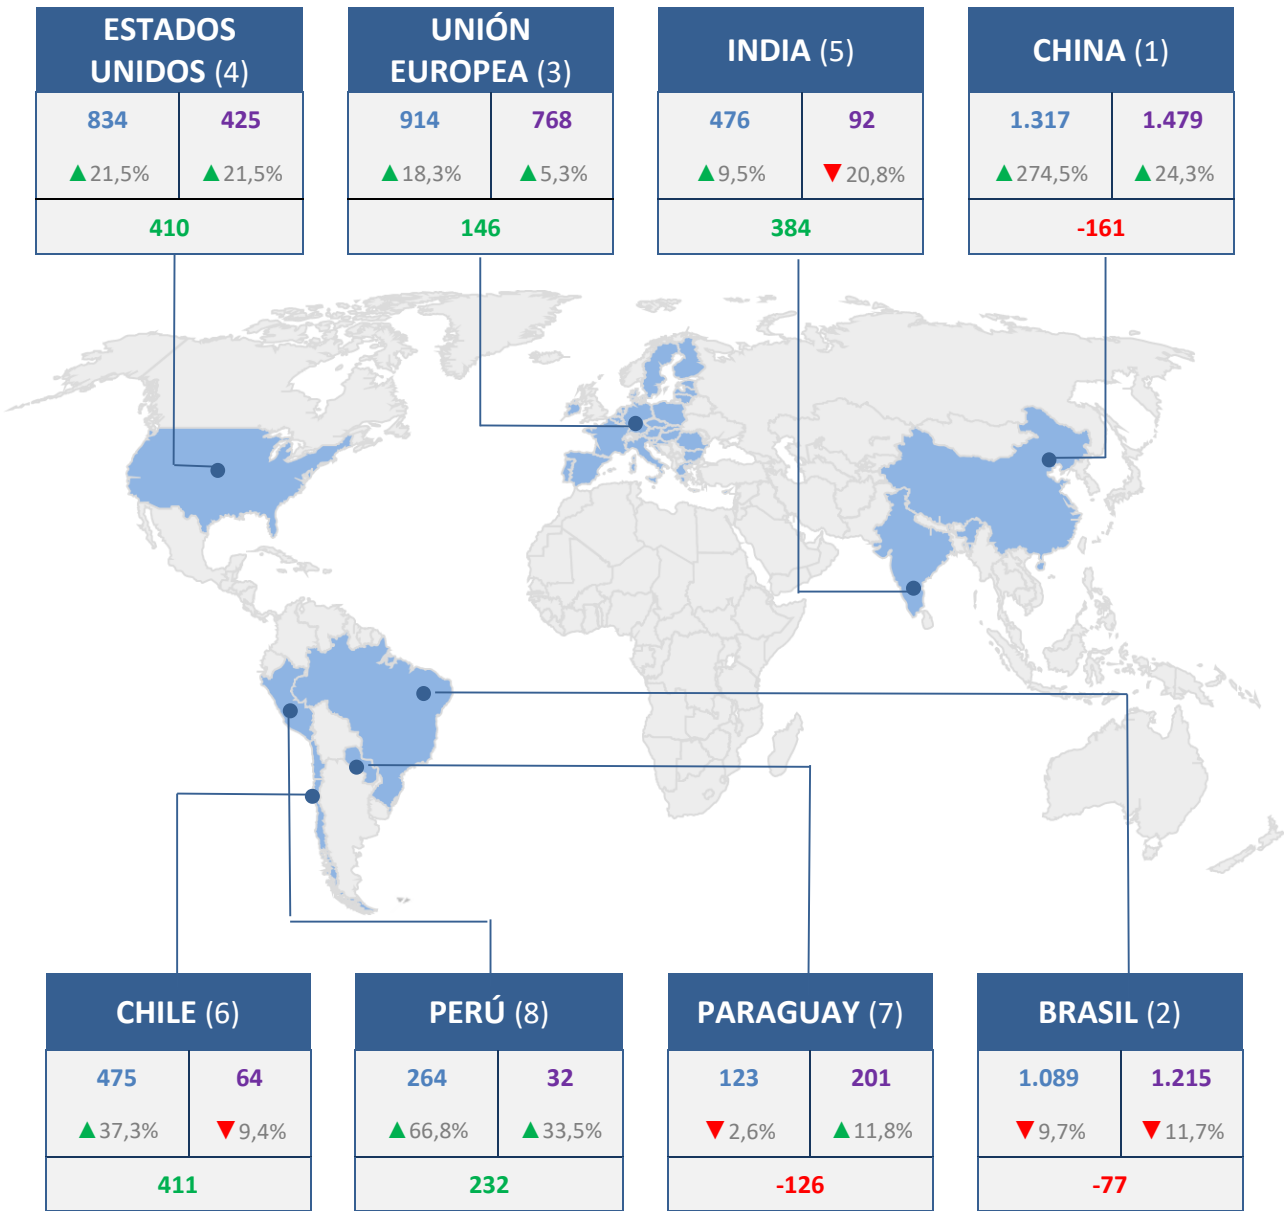 ESTADOS
UNIDOS (4)
834 425
▲21,5% ▲21,5%
410
UNIÓN
EUROPEA (3)
914 768
▲18,3% ▲5,3%
146
INDIA (5)
476 92
▲9,5% ▼20,8%
384
CHINA (1)
1.317 1.479
▲274,5% ▲24,3%
-161
CHILE (6)
475 64
▲37,3% ▼9,4%
411
PERÚ (8)
264 32
▲66,8% ▲33,5%
232
PARAGUAY (7)
123 201
▼2,6% ▲11,8%
-126
BRASIL (2)
1.089 1.215
▼9,7% ▼11,7%
-77